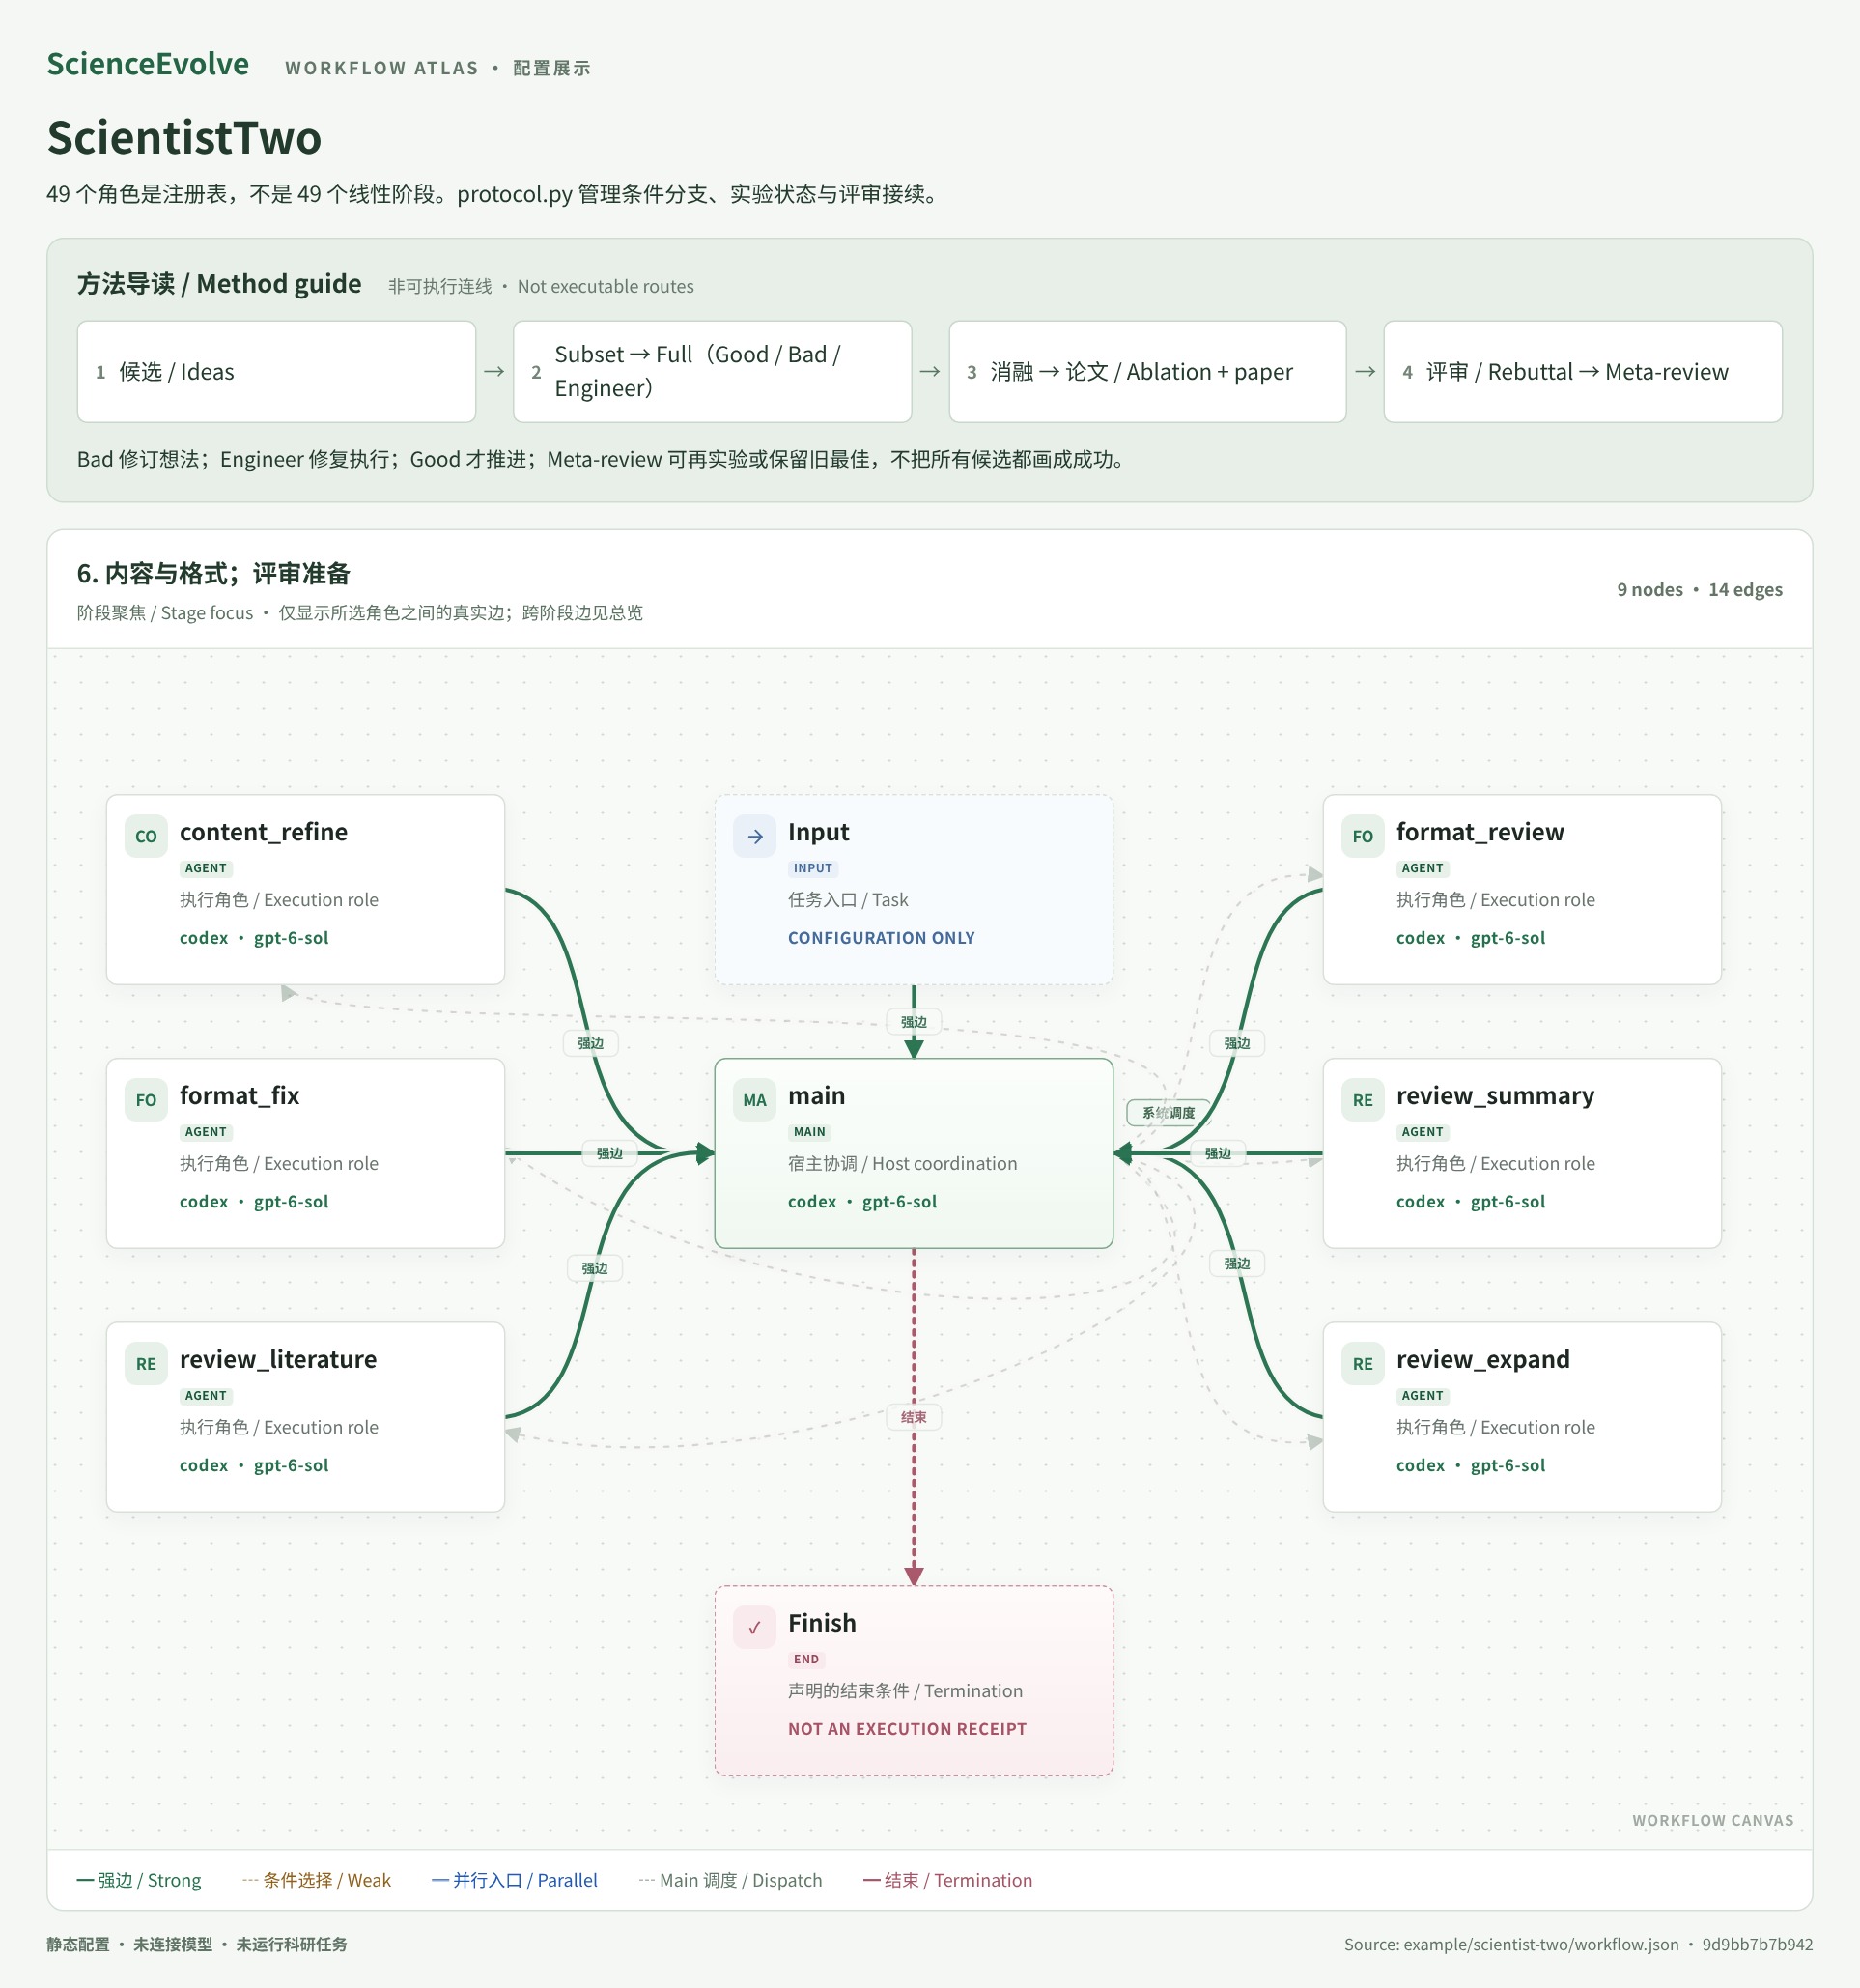 ScienceEvolve WORKFLOW ATLAS • 配置展示
ScientistTwo
49 个角色是注册表，不是 49 个线性阶段。protocol.py 管理条件分支、实验状态与评审接续。
方法导读 / Method guide 非可执行连线 • Not executable routes
1 候选 / Ideas
→
2 Subset → Full（Good / Bad /
Engineer）
→
3 消融 → 论文 / Ablation + paper
→
4 评审 / Rebuttal → Meta-review
Bad 修订想法；Engineer 修复执行；Good 才推进；Meta-review 可再实验或保留旧最佳，不把所有候选都画成成功。
6. 内容与格式；评审准备
阶段聚焦 / Stage focus • 仅显示所选角色之间的真实边；跨阶段边见总览
9 nodes • 14 edges
CO content_refine
AGENT
执行角色 / Execution role
codex • gpt-6-sol
→ Input
INPUT
任务入口 / Task
CONFIGURATION ONLY
FO format_review
AGENT
执行角色 / Execution role
codex • gpt-6-sol
强边
强边
强边
FO format_fix
AGENT
执行角色 / Execution role
codex • gpt-6-sol
强边
MA main
MAIN
宿主协调 / Host coordination
codex • gpt-6-sol
系统调度
强边
RE review_summary
AGENT
执行角色 / Execution role
codex • gpt-6-sol
强边
强边
RE review_literature
AGENT
执行角色 / Execution role
codex • gpt-6-sol
结束
RE review_expand
AGENT
执行角色 / Execution role
codex • gpt-6-sol
✓ Finish
END
声明的结束条件 / Termination
NOT AN EXECUTION RECEIPT
WORKFLOW CANVAS
强边 / Strong 条件选择 / Weak 并行入口 / Parallel Main 调度 / Dispatch 结束 / Termination
静态配置 • 未连接模型 • 未运行科研任务
Source: example/scientist-two/workflow.json • 9d9bb7b7b942